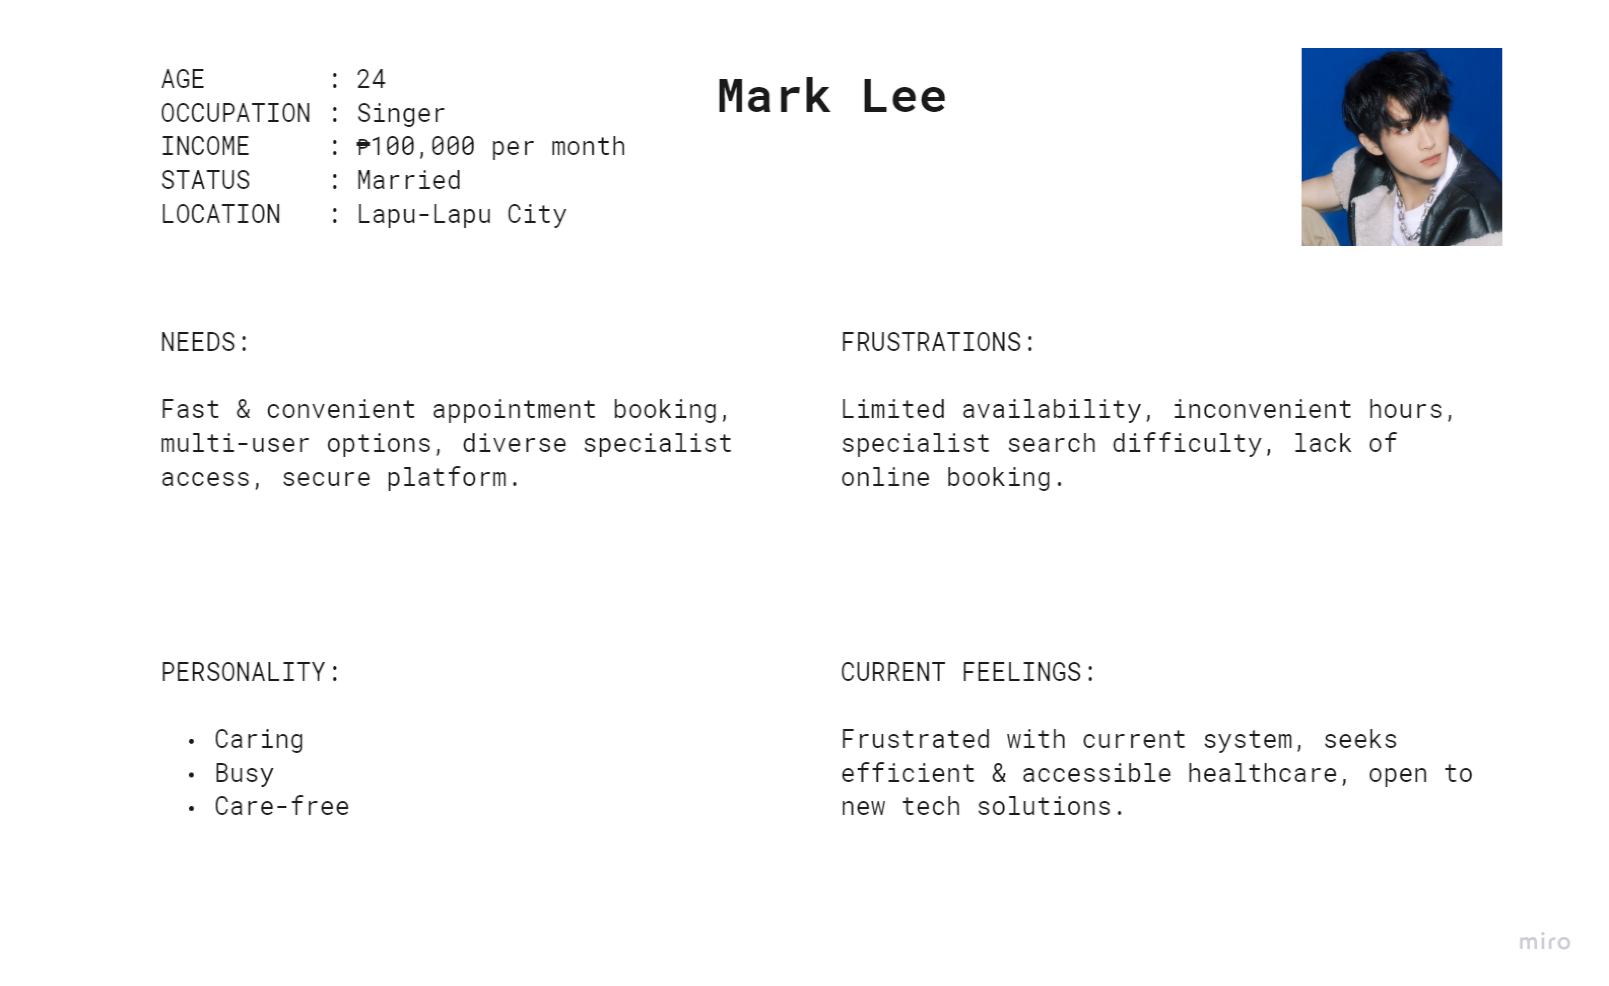 AGE : 24
OCCUPATION : Singer
INCOME : ₱100,000 per month
STATUS : Married
LOCATION : Lapu-Lapu City
Mark Lee
NEEDS:
Fast & convenient appointment booking,
multi-user options, diverse specialist
access, secure platform.
FRUSTRATIONS:
Limited availability, inconvenient hours,
specialist search difficulty, lack of
online booking.
PERSONALITY:
• Caring
• Busy
• Care-free
CURRENT FEELINGS:
Frustrated with current system, seeks
efficient & accessible healthcare, open to
new tech solutions.
miro